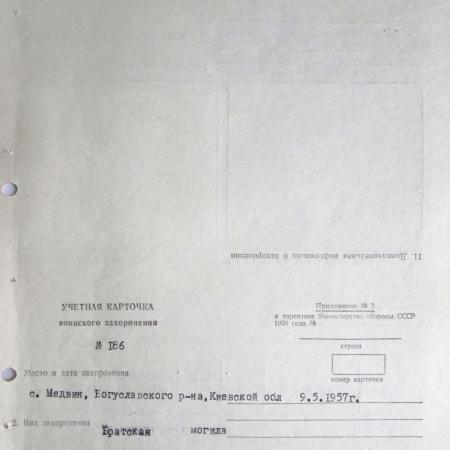 11. Дополнительная информация о захоронении
УЧЕТНАЯ КАРТОЧКА
воинского захоронения
№ 186
Приложение № 2
к директиве Министерства обороны СССР
1990 года №
страна
номер карточки
Место и дата захоронения
с. Медвин, Богуславского р-на, Киевской обл 9.5.1957г.
2. Вид захоронения Братская могила